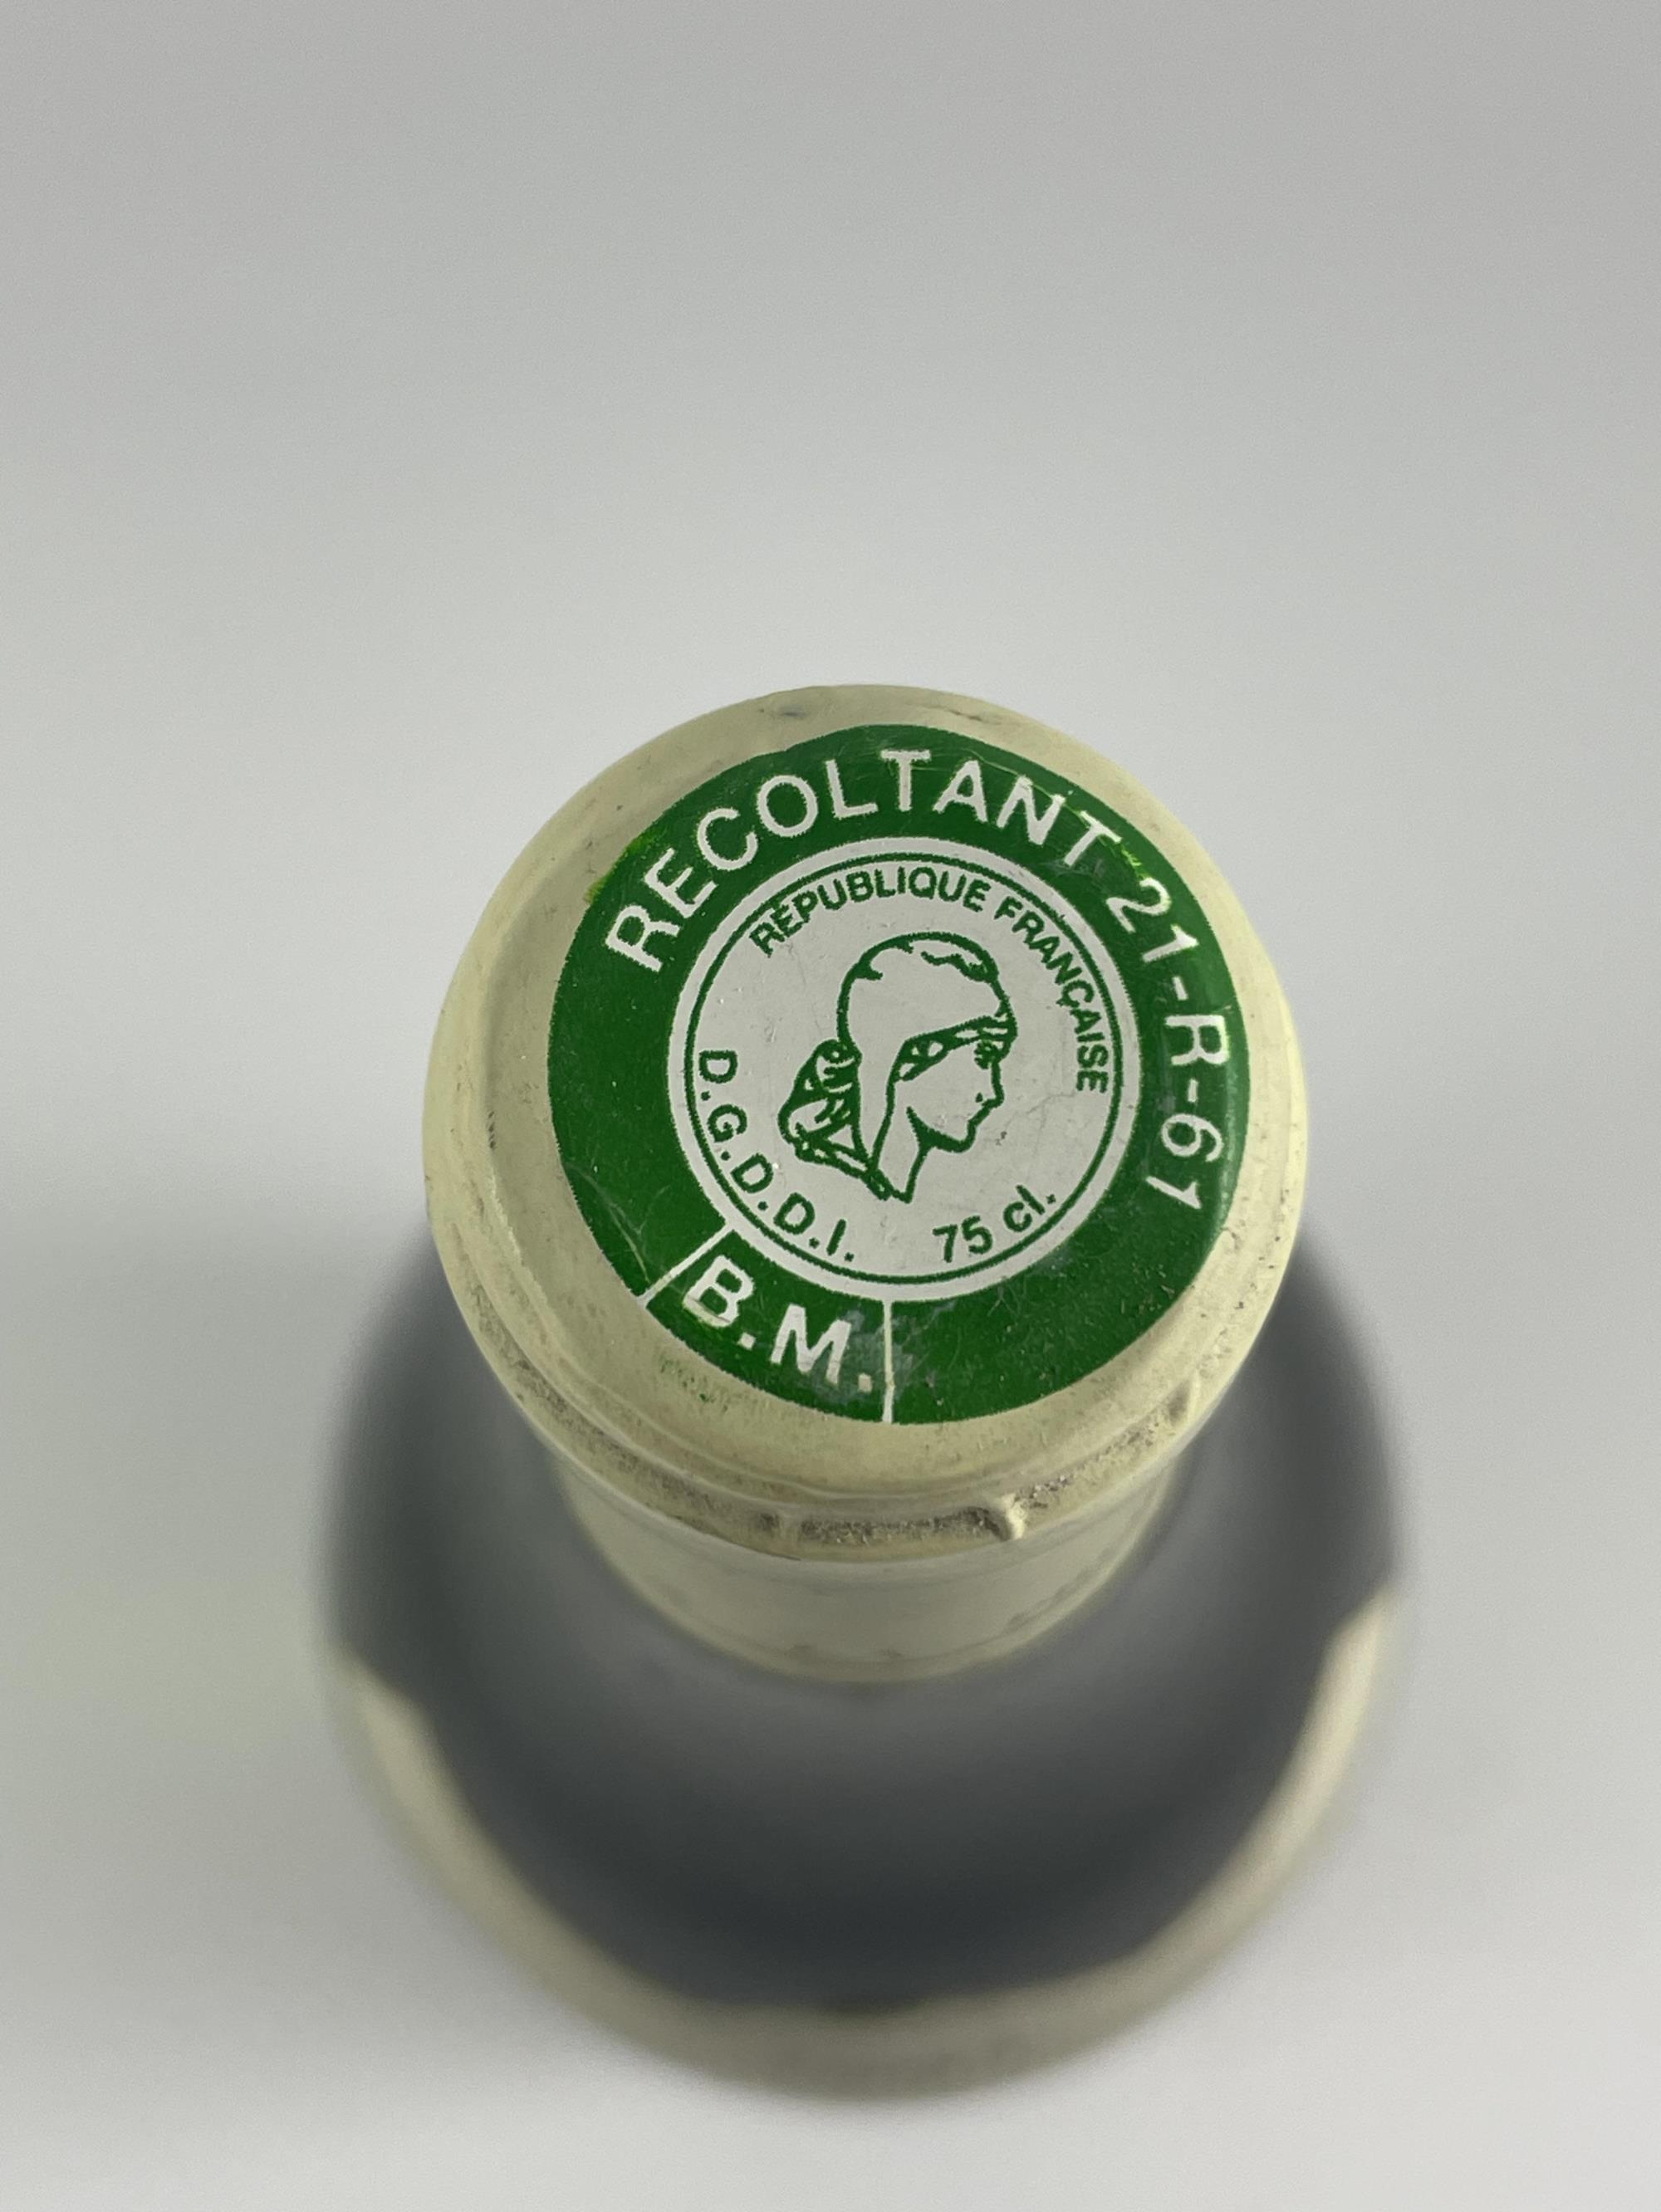 RECOLTANT 21-R-61
RÉPUBLIQUE FRANÇAISE
D.G.D.D.I. 75 cl.
B.M.